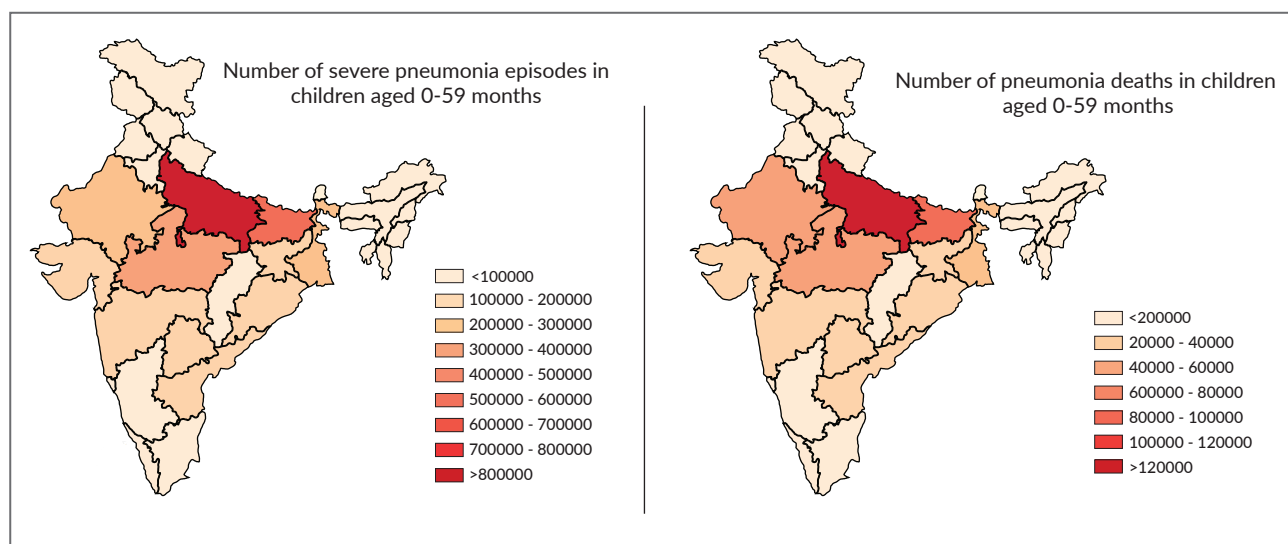 Number of severe pneumonia episodes in
children aged 0-59 months
<100000
100000 - 200000
200000 - 300000
300000 - 400000
400000 - 500000
500000 - 600000
600000 - 700000
700000 - 800000
>800000
Number of pneumonia deaths in children
aged 0-59 months
<200000
20000 - 40000
40000 - 60000
600000 - 80000
80000 - 100000
100000 - 120000
>120000